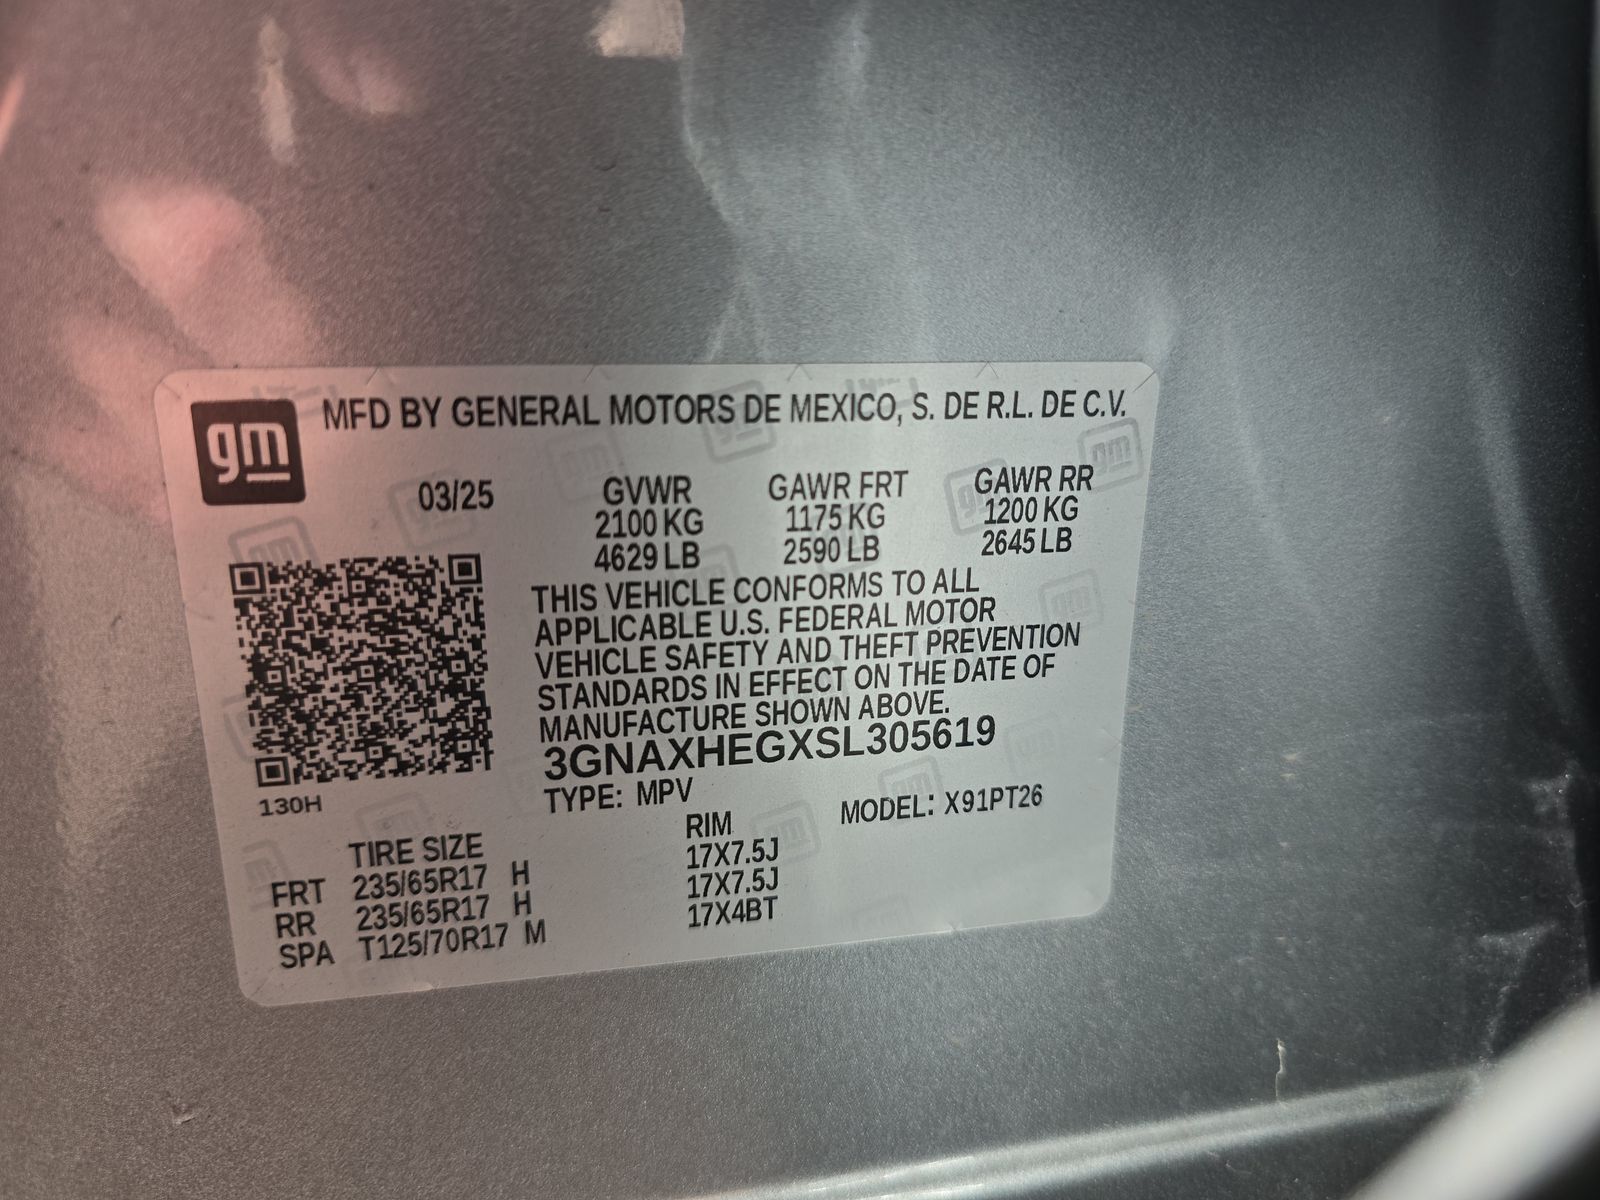 gm
MFD BY GENERAL MOTORS DE MEXICO, S. DE R.L. DE C.V.
03/25 GVWR GAWR FRT GAWR RR
2100 KG 1175 KG 1200 KG
4629 LB 2590 LB 2645 LB
THIS VEHICLE CONFORMS TO ALL
APPLICABLE U.S. FEDERAL MOTOR
VEHICLE SAFETY AND THEFT PREVENTION
STANDARDS IN EFFECT ON THE DATE OF
MANUFACTURE SHOWN ABOVE.
3GNAXHEGXSL305619
130H
TYPE: MPV MODEL: X91PT26
TIRE SIZE RIM
FRT 235/65R17 H 17X7.5J
RR 235/65R17 H 17X7.5J
SPA T125/70R17 M 17X4BT